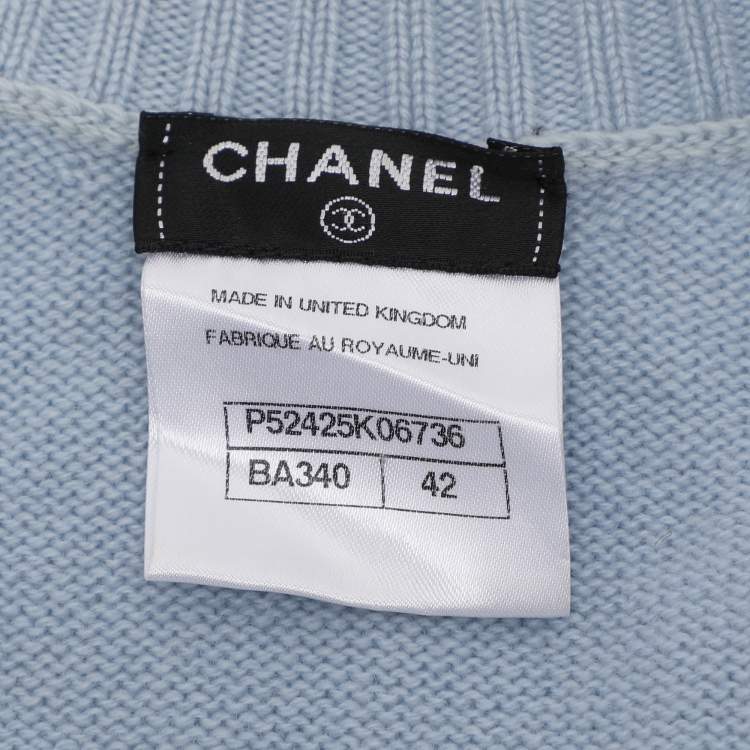 CHANEL
MADE IN UNITED KINGDOM
FABRIQUE AU ROYAUME-UNI
P52425K06736
BA340 42